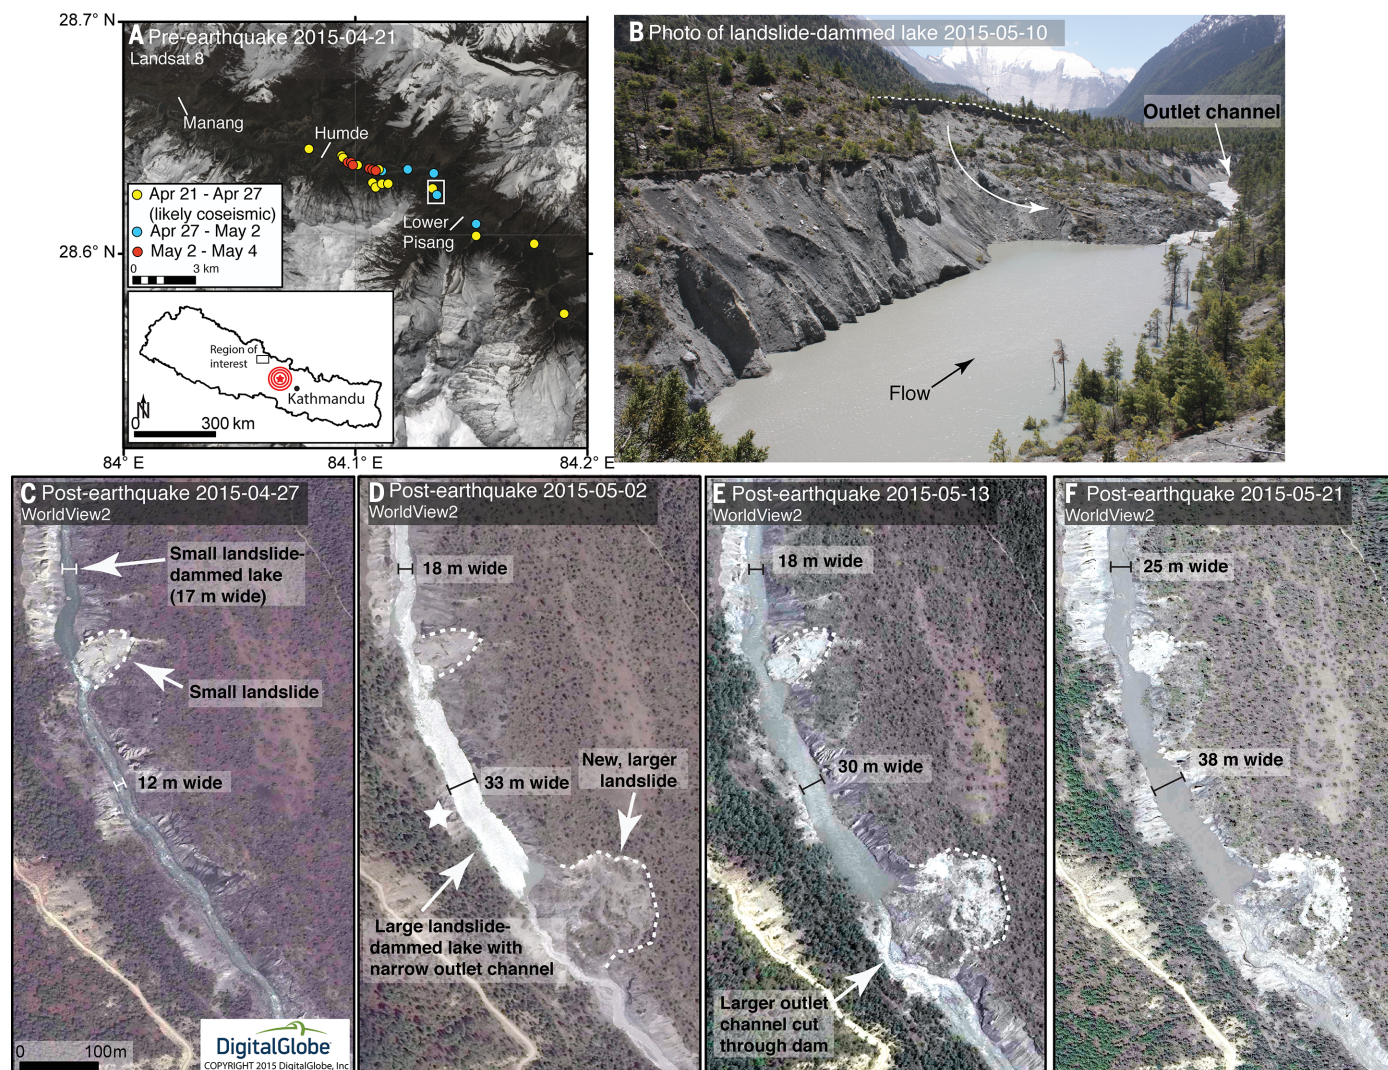 28.7° N
A Pre-earthquake 2015-04-21
Landsat 8
Manang
Humde
Apr 21 - Apr 27
(likely coseismic)
Apr 27 - May 2
May 2 - May 4
0 3 km
Lower
Pisang
28.6° N
Region of
interest
Kathmandu
N
0 300 km
84° E
84.1° E
84.2° E
B Photo of landslide-dammed lake 2015-05-10
Outlet channel
Flow
C Post-earthquake 2015-04-27
WorldView2
Small landslide-
dammed lake
(17 m wide)
Small landslide
12 m wide
0 100m
DigitalGlobe
COPYRIGHT 2015 DigitalGlobe, Inc
D Post-earthquake 2015-05-02
WorldView2
18 m wide
33 m wide
New, larger
landslide
Large landslide-
dammed lake with
narrow outlet channel
E Post-earthquake 2015-05-13
WorldView2
18 m wide
30 m wide
Larger outlet
channel cut
through dam
F Post-earthquake 2015-05-21
WorldView2
25 m wide
38 m wide